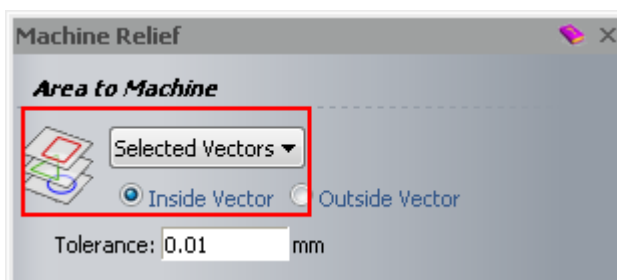 Machine Relief
Area to Machine
Selected Vectors
Inside Vector Outside Vector
Tolerance: 0.01 mm